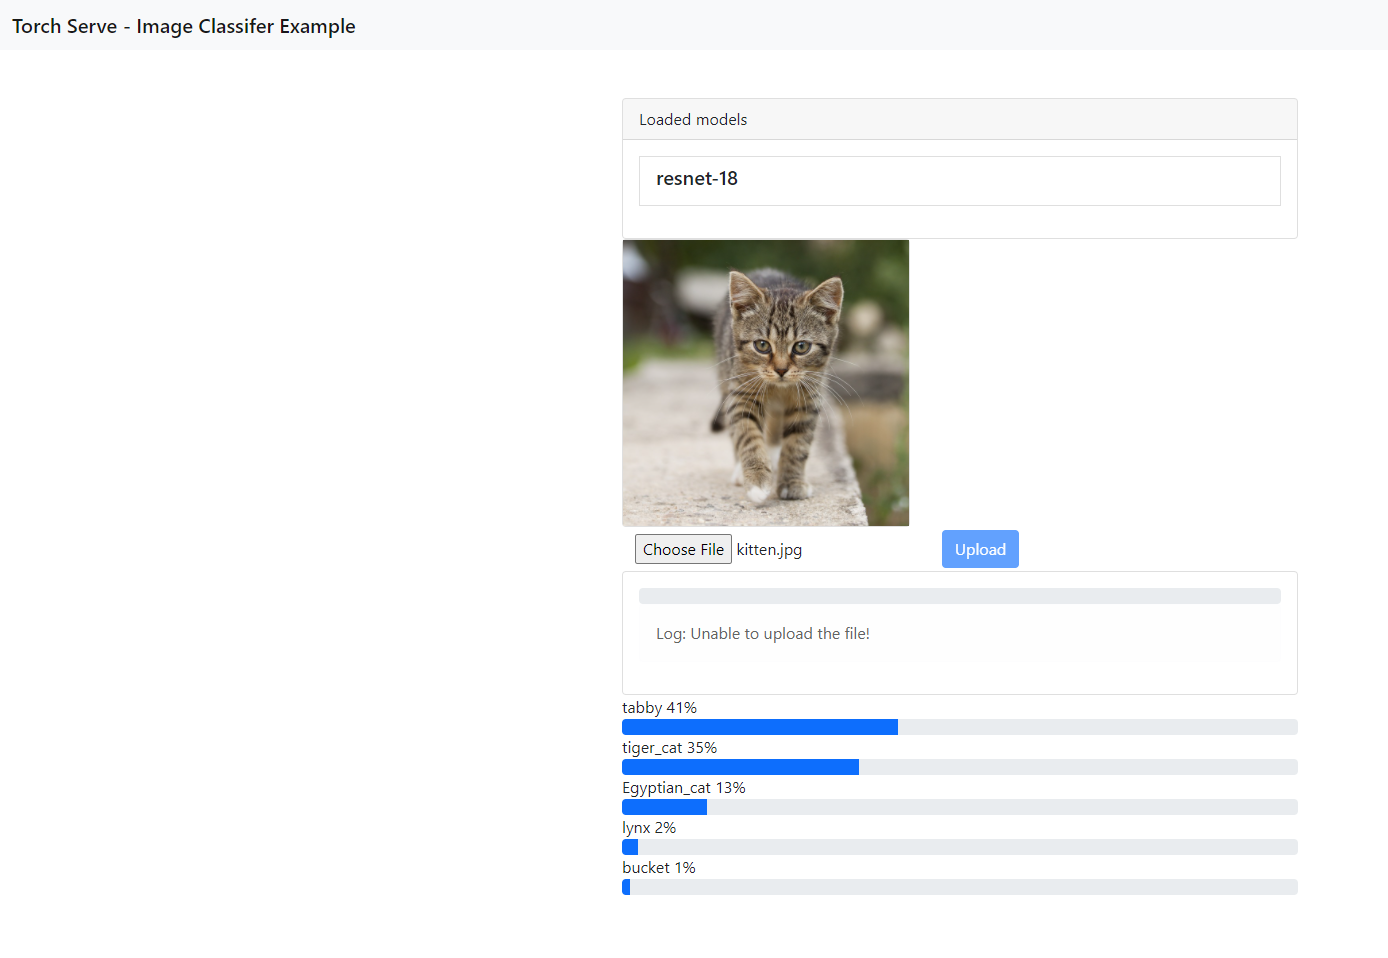 Torch Serve - Image Classifer Example
Loaded models
resnet-18
Choose File kitten.jpg Upload
Log: Unable to upload the file!
tabby 41%
tiger_cat 35%
Egyptian_cat 13%
lynx 2%
bucket 1%